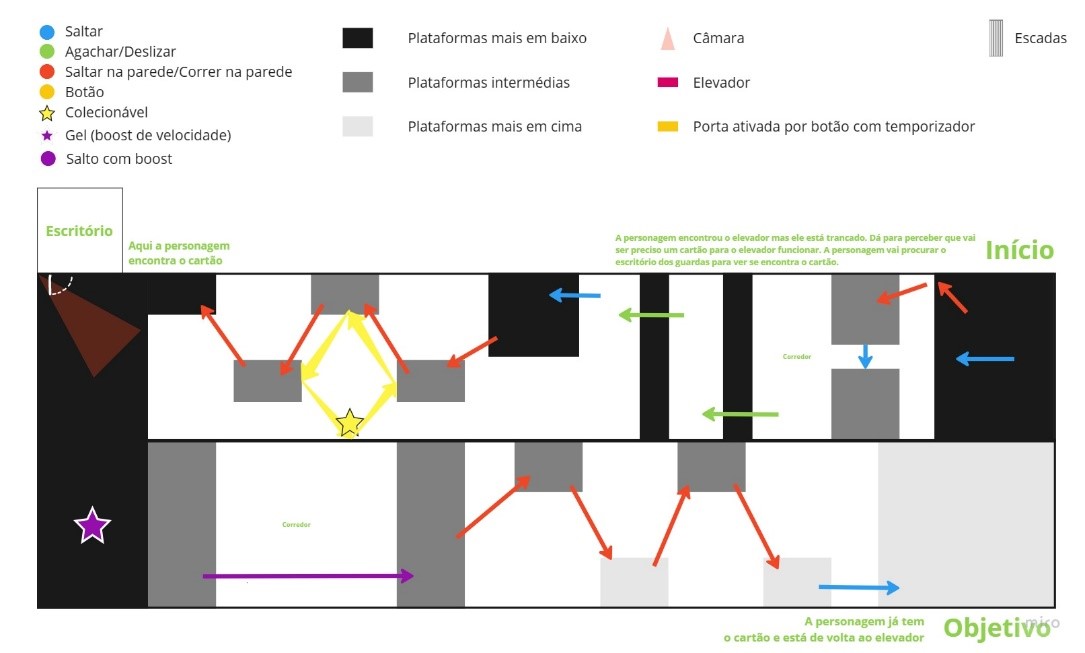 Saltar
Agachar/Deslizar
Saltar na parede/Correr na parede
Botão
Colecionável
Gel (boost de velocidade)
Salto com boost
Plataformas mais em baixo
Plataformas intermédias
Plataformas mais em cima
Câmara
Elevador
Porta ativada por botão com temporizador
Escadas
Escritório
Aqui a personagem
encontra o cartão
A personagem encontrou o elevador mas ele está trancado. Dá para perceber que vai
ser preciso um cartão para o elevador funcionar. A personagem vai procurar o
escritório dos guardas para ver se encontra o cartão.
Início
Corredor
Corredor
A personagem já tem
o cartão e está de volta ao elevador
Objetivo
miro